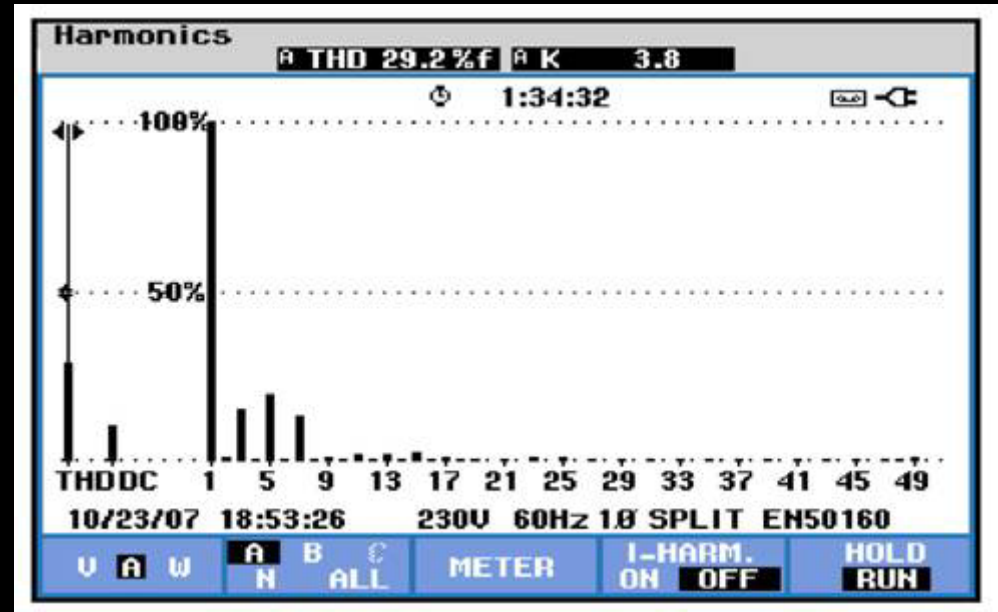 Harmonics
A THD 29.2%f A K 3.8
1:34:32
100%
50%
THD DC 1 5 9 13 17 21 25 29 33 37 41 45 49
10/23/07 18:53:26 230V 60Hz 1Ø SPLIT EN50160
V A W A B C N ALL METER I-HARM. ON OFF HOLD RUN